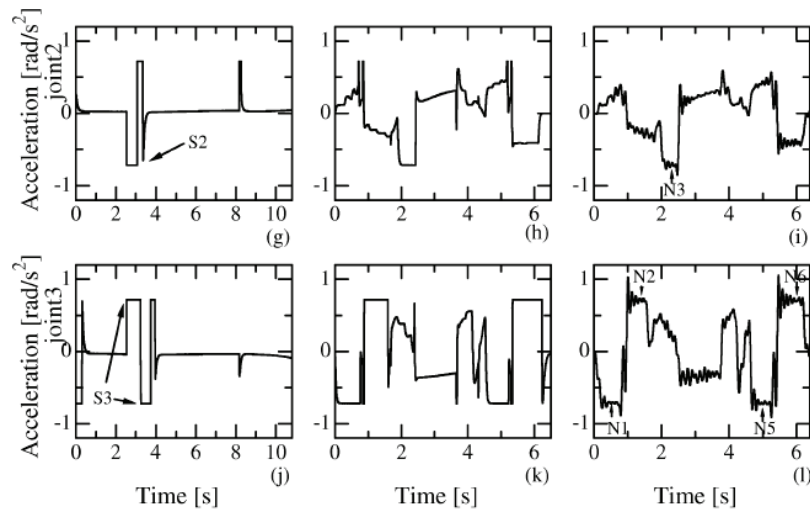 Acceleration [rad/s²]
joint2
1
0
-1
S2
0 2 4 6 8 10
(g)
1
0
-1
0 2 4 6
(h)
1
0
-1
N3
0 2 4 6
(i)
Acceleration [rad/s²]
joint3
1
0
-1
S3
0 2 4 6 8 10
(j)
Time [s]
1
0
-1
0 2 4 6
(k)
Time [s]
1
0
-1
N2
N6
N1
N5
0 2 4 6
(l)
Time [s]